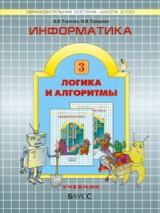 ОБРАЗОВАТЕЛЬНАЯ СИСТЕМА «ШКОЛА 2100»
ИНФОРМАТИКА
3
ЛОГИКА И АЛГОРИТМЫ
УЧЕБНИК
БАЛАСС